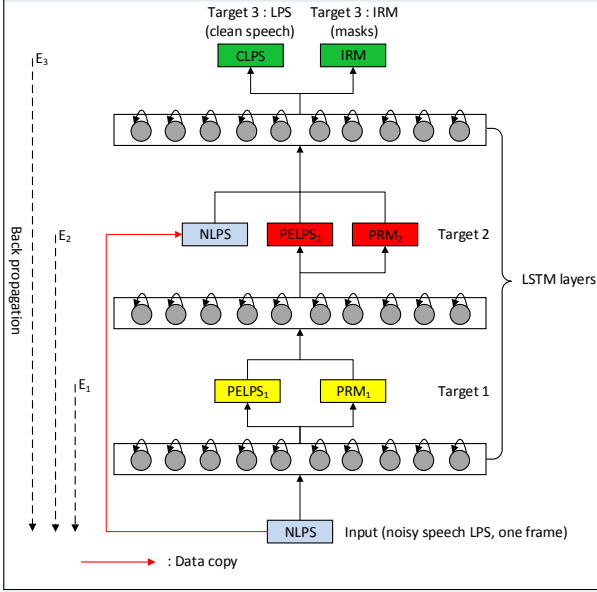 Target 3 : LPS
(clean speech)
Target 3 : IRM
(masks)
CLPS
IRM
E3
Back propagation
E2
NLPS
PELPS2
PRM2
Target 2
LSTM layers
E1
PELPS1
PRM1
Target 1
NLPS
Input (noisy speech LPS, one frame)
: Data copy